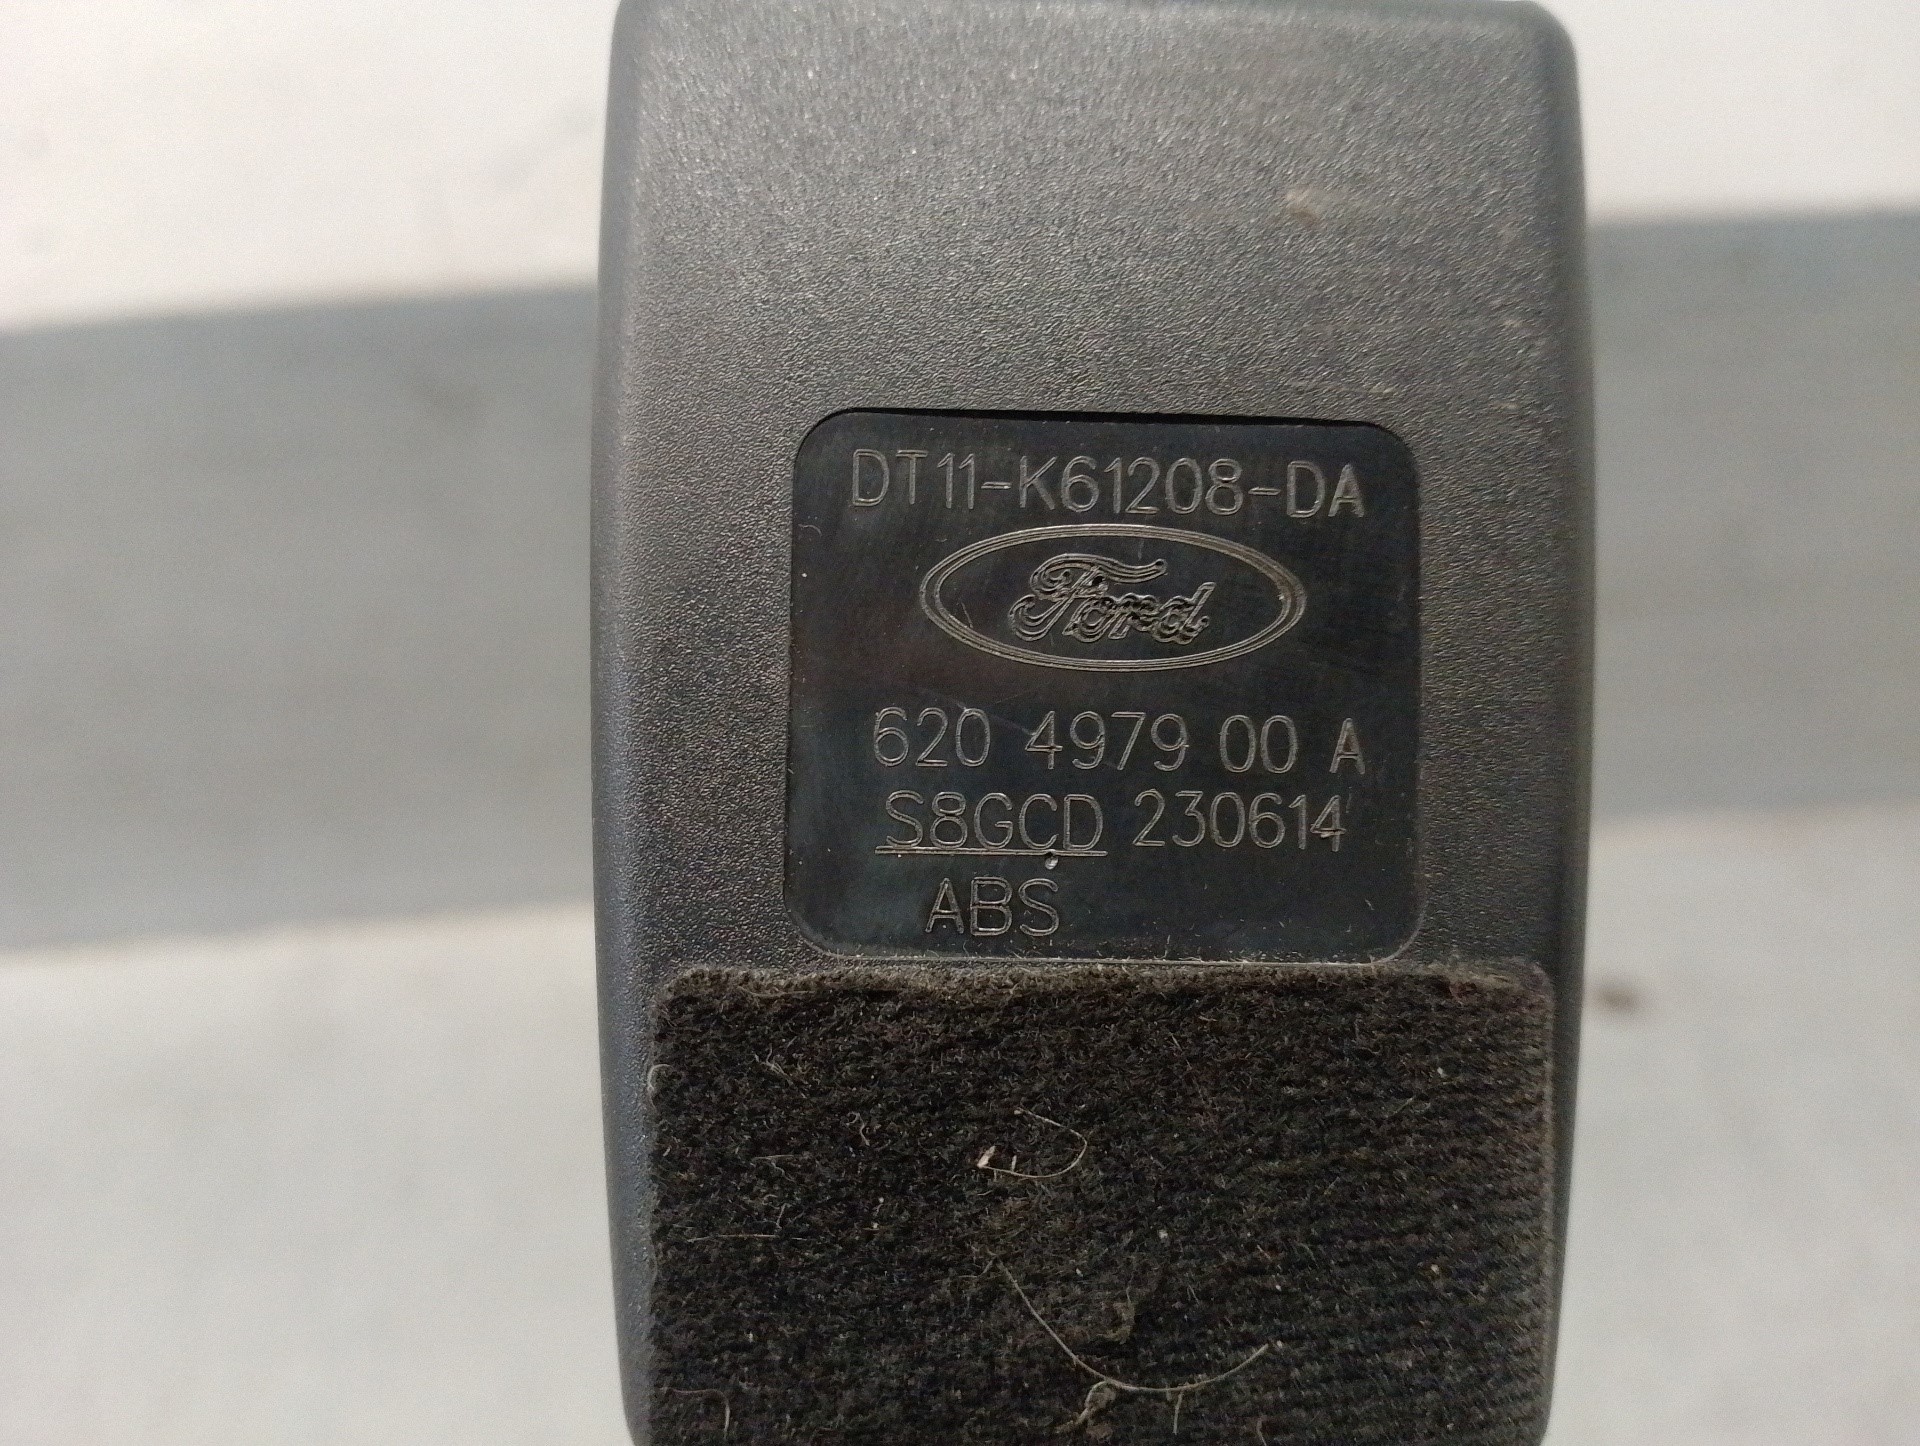 DT11-K61208-DA
Ford
620 4979 00 A
S8GCD 230614
ABS